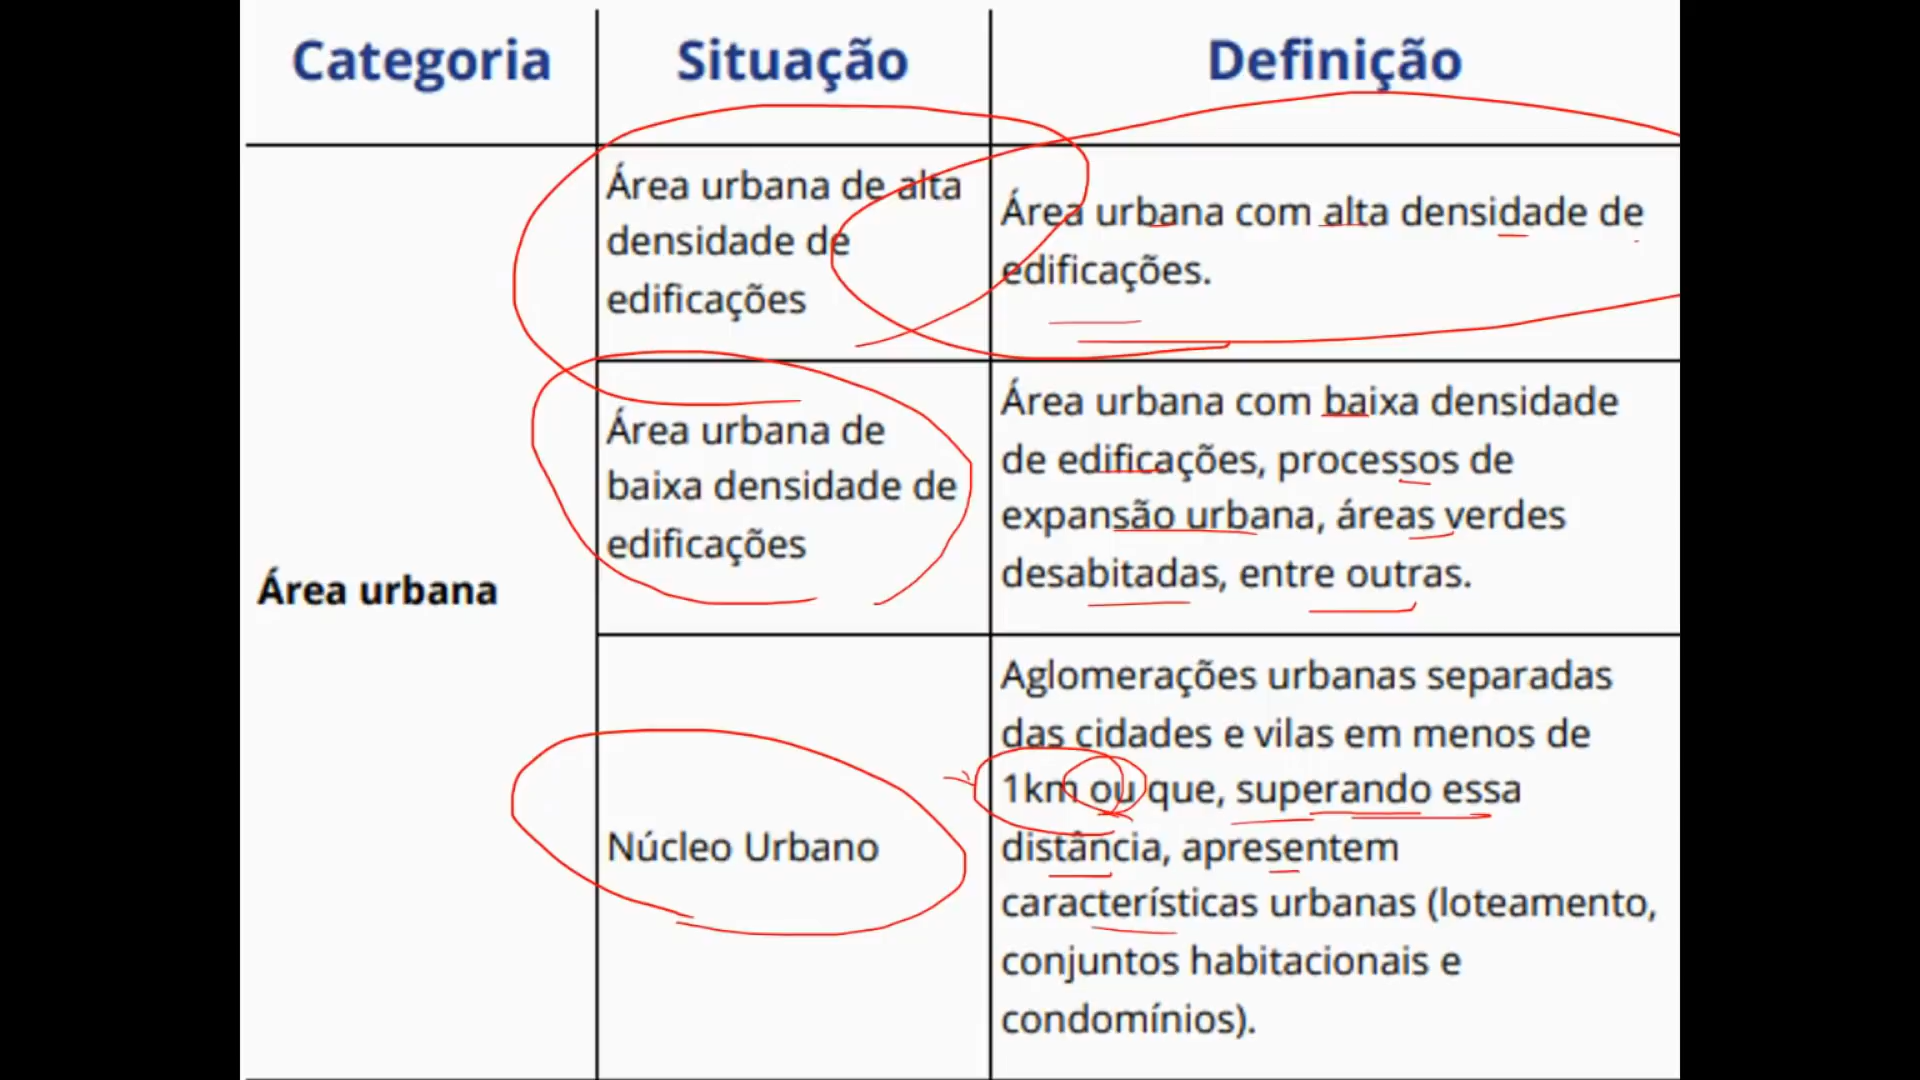 Categoria
Situação
Definição
Área urbana
Área urbana de alta
densidade de
edificações
Área urbana com alta densidade de
edificações.
Área urbana de
baixa densidade de
edificações
Área urbana com baixa densidade
de edificações, processos de
expansão urbana, áreas verdes
desabitadas, entre outras.
Núcleo Urbano
Aglomerações urbanas separadas
das cidades e vilas em menos de
1km ou que, superando essa
distância, apresentem
características urbanas (loteamento,
conjuntos habitacionais e
condomínios).